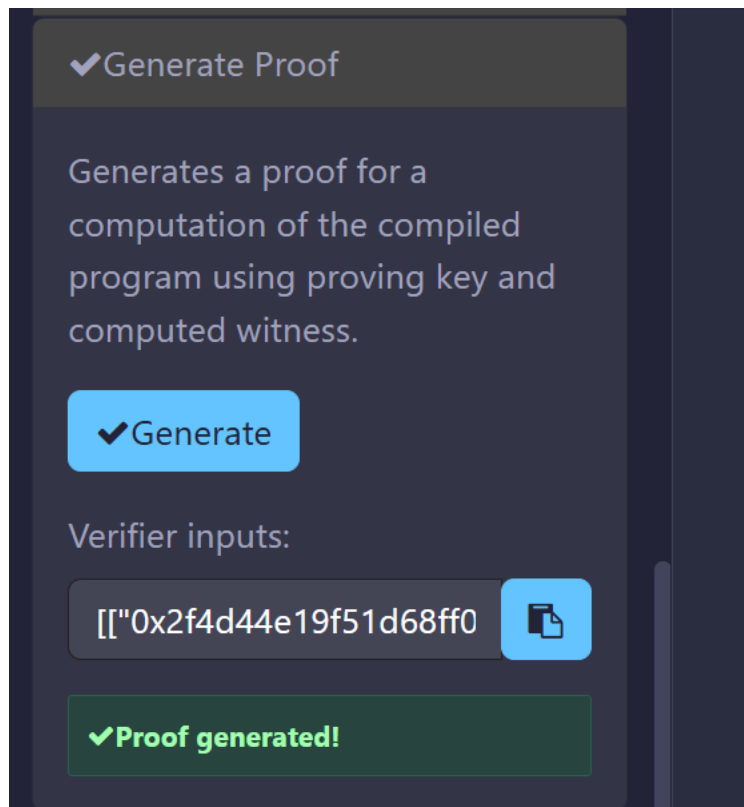 ✔Generate Proof
Generates a proof for a
computation of the compiled
program using proving key and
computed witness.
✔Generate
Verifier inputs:
[["0x2f4d44e19f51d68ff0
✔Proof generated!